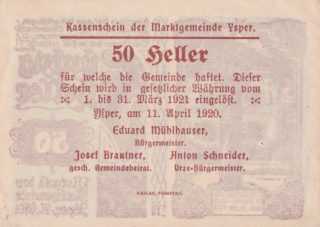 Kassenschein der Marktgemeinde Ysper.
50 Heller
für welche die Gemeinde haftet. Dieser
Schein wird in gesetzlicher Währung vom
1. bis 31. März 1921 eingelöst.
Ysper, am 11. April 1920.
Eduard Mühlhauser,
Bürgermeister.
Josef Brautner, Anton Schneider,
gesch. Gemeindebeirat. Vize-Bürgermeister.